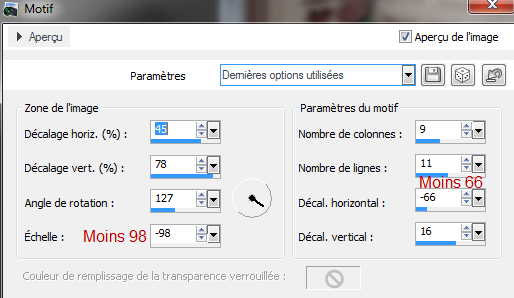 Motif
Aperçu
Aperçu de l'image
Paramètres
Dernières options utilisées
Zone de l'image
Décalage horiz. (%) : 45
Décalage vert. (%) : 78
Angle de rotation : 127
Échelle : Moins 98 -98
Paramètres du motif
Nombre de colonnes : 9
Nombre de lignes : 11
Moins 66
Décal. horizontal : -66
Décal. vertical : 16
Couleur de remplissage de la transparence verrouillée :